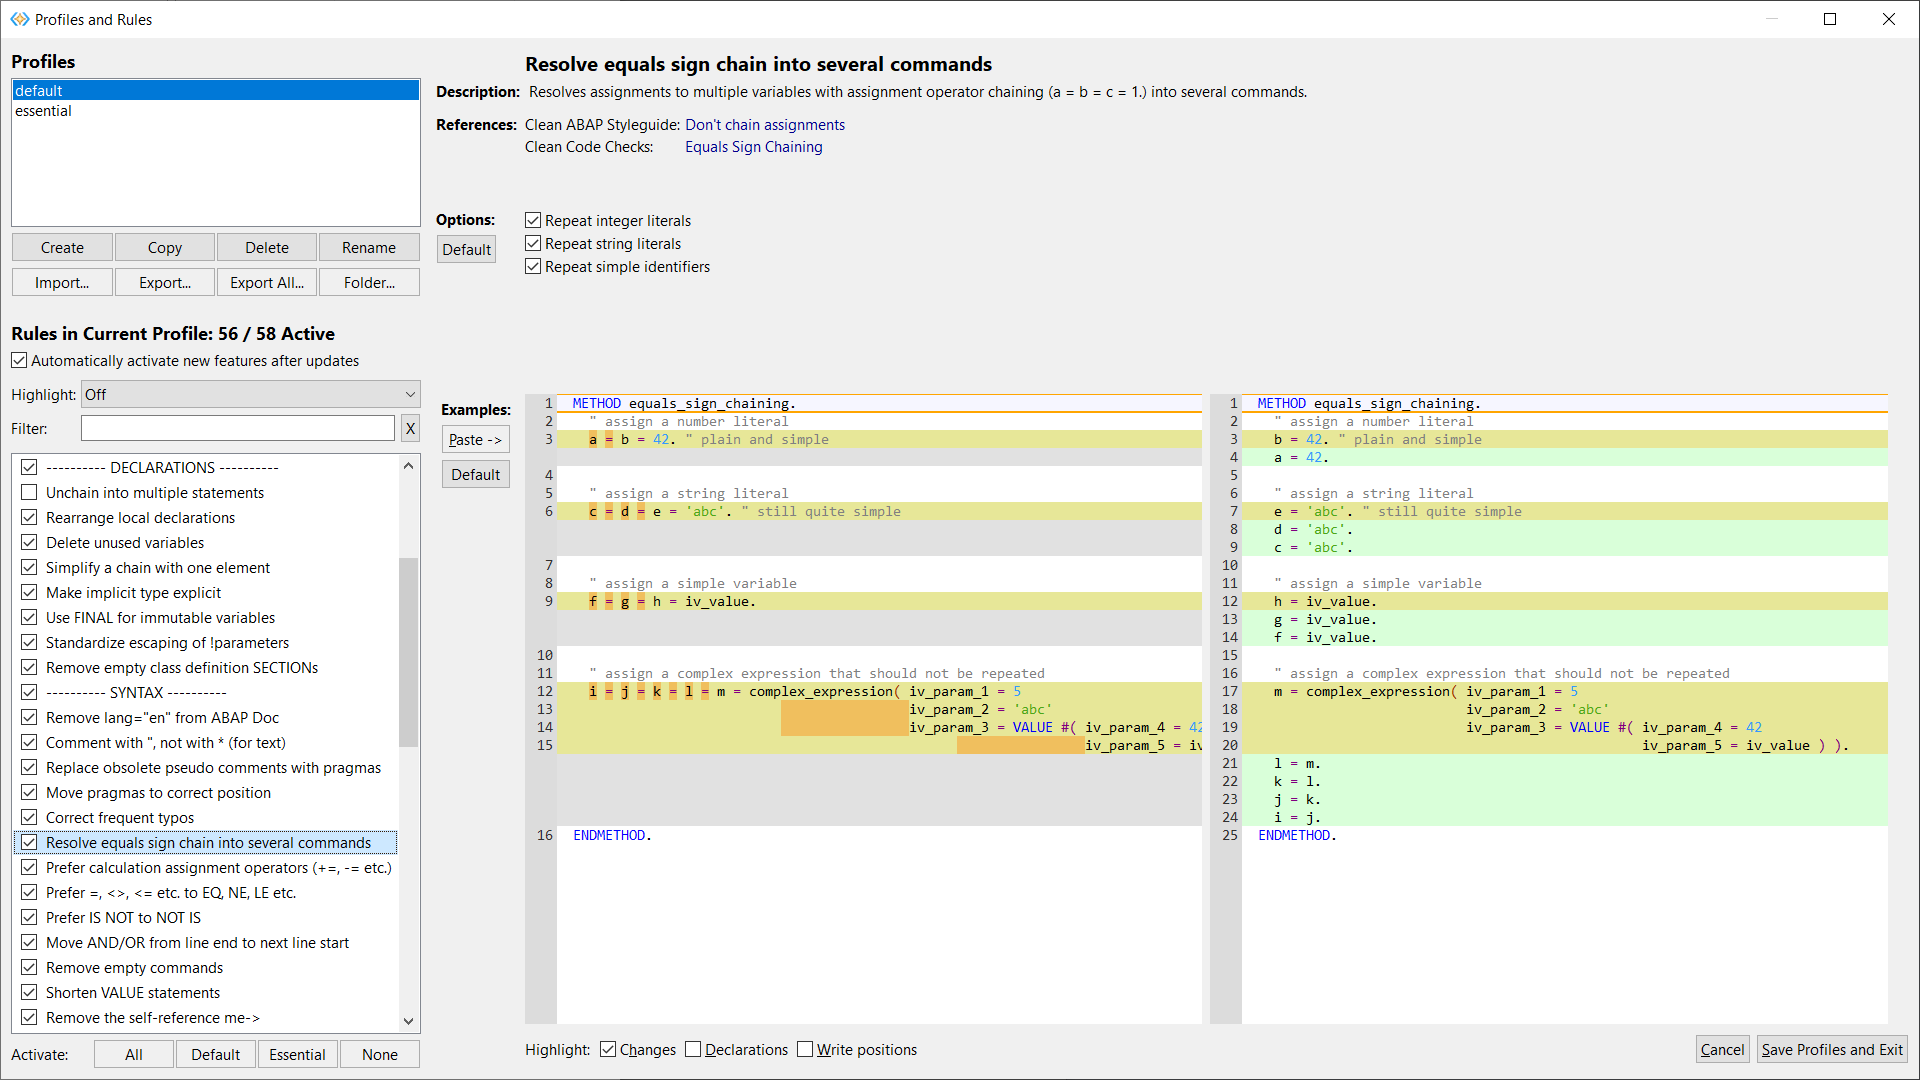 Profiles and Rules
Profiles
default
essential
Create
Copy
Delete
Rename
Import...
Export...
Export All...
Folder...
Rules in Current Profile: 56 / 58 Active
Automatically activate new features after updates
Highlight: Off
Filter:
X
---------- DECLARATIONS ----------
Unchain into multiple statements
Rearrange local declarations
Delete unused variables
Simplify a chain with one element
Make implicit type explicit
Use FINAL for immutable variables
Standardize escaping of !parameters
Remove empty class definition SECTIONs
---------- SYNTAX ----------
Remove lang="en" from ABAP Doc
Comment with ", not with * (for text)
Replace obsolete pseudo comments with pragmas
Move pragmas to correct position
Correct frequent typos
Resolve equals sign chain into several commands
Prefer calculation assignment operators (+=, -= etc.)
Prefer =, <>, <= etc. to EQ, NE, LE etc.
Prefer IS NOT to NOT IS
Move AND/OR from line end to next line start
Remove empty commands
Shorten VALUE statements
Remove the self-reference me->
Activate:
All
Default
Essential
None
Resolve equals sign chain into several commands
Description: Resolves assignments to multiple variables with assignment operator chaining (a = b = c = 1.) into several commands.
References: Clean ABAP Styleguide: Don't chain assignments
Clean Code Checks: Equals Sign Chaining
Options:
Default
Repeat integer literals
Repeat string literals
Repeat simple identifiers
Examples:
Paste ->
Default
1 METHOD equals_sign_chaining.
2 " assign a number literal
3 a = b = 42. " plain and simple
4
5 " assign a string literal
6 c = d = e = 'abc'. " still quite simple
7
8 " assign a simple variable
9 f = g = h = iv_value.
10
11 " assign a complex expression that should not be repeated
12 i = j = k = l = m = complex_expression( iv_param_1 = 5
13 iv_param_2 = 'abc'
14 iv_param_3 = VALUE #( iv_param_4 = 42
15 iv_param_5 = iv
16 ENDMETHOD.
1 METHOD equals_sign_chaining.
2 " assign a number literal
3 b = 42. " plain and simple
4 a = 42.
5
6 " assign a string literal
7 e = 'abc'. " still quite simple
8 d = 'abc'.
9 c = 'abc'.
10
11 " assign a simple variable
12 h = iv_value.
13 g = iv_value.
14 f = iv_value.
15
16 " assign a complex expression that should not be repeated
17 m = complex_expression( iv_param_1 = 5
18 iv_param_2 = 'abc'
19 iv_param_3 = VALUE #( iv_param_4 = 42
20 iv_param_5 = iv_value ) ).
21 l = m.
22 k = l.
23 j = k.
24 i = j.
25 ENDMETHOD.
Highlight: Changes Declarations Write positions
Cancel
Save Profiles and Exit